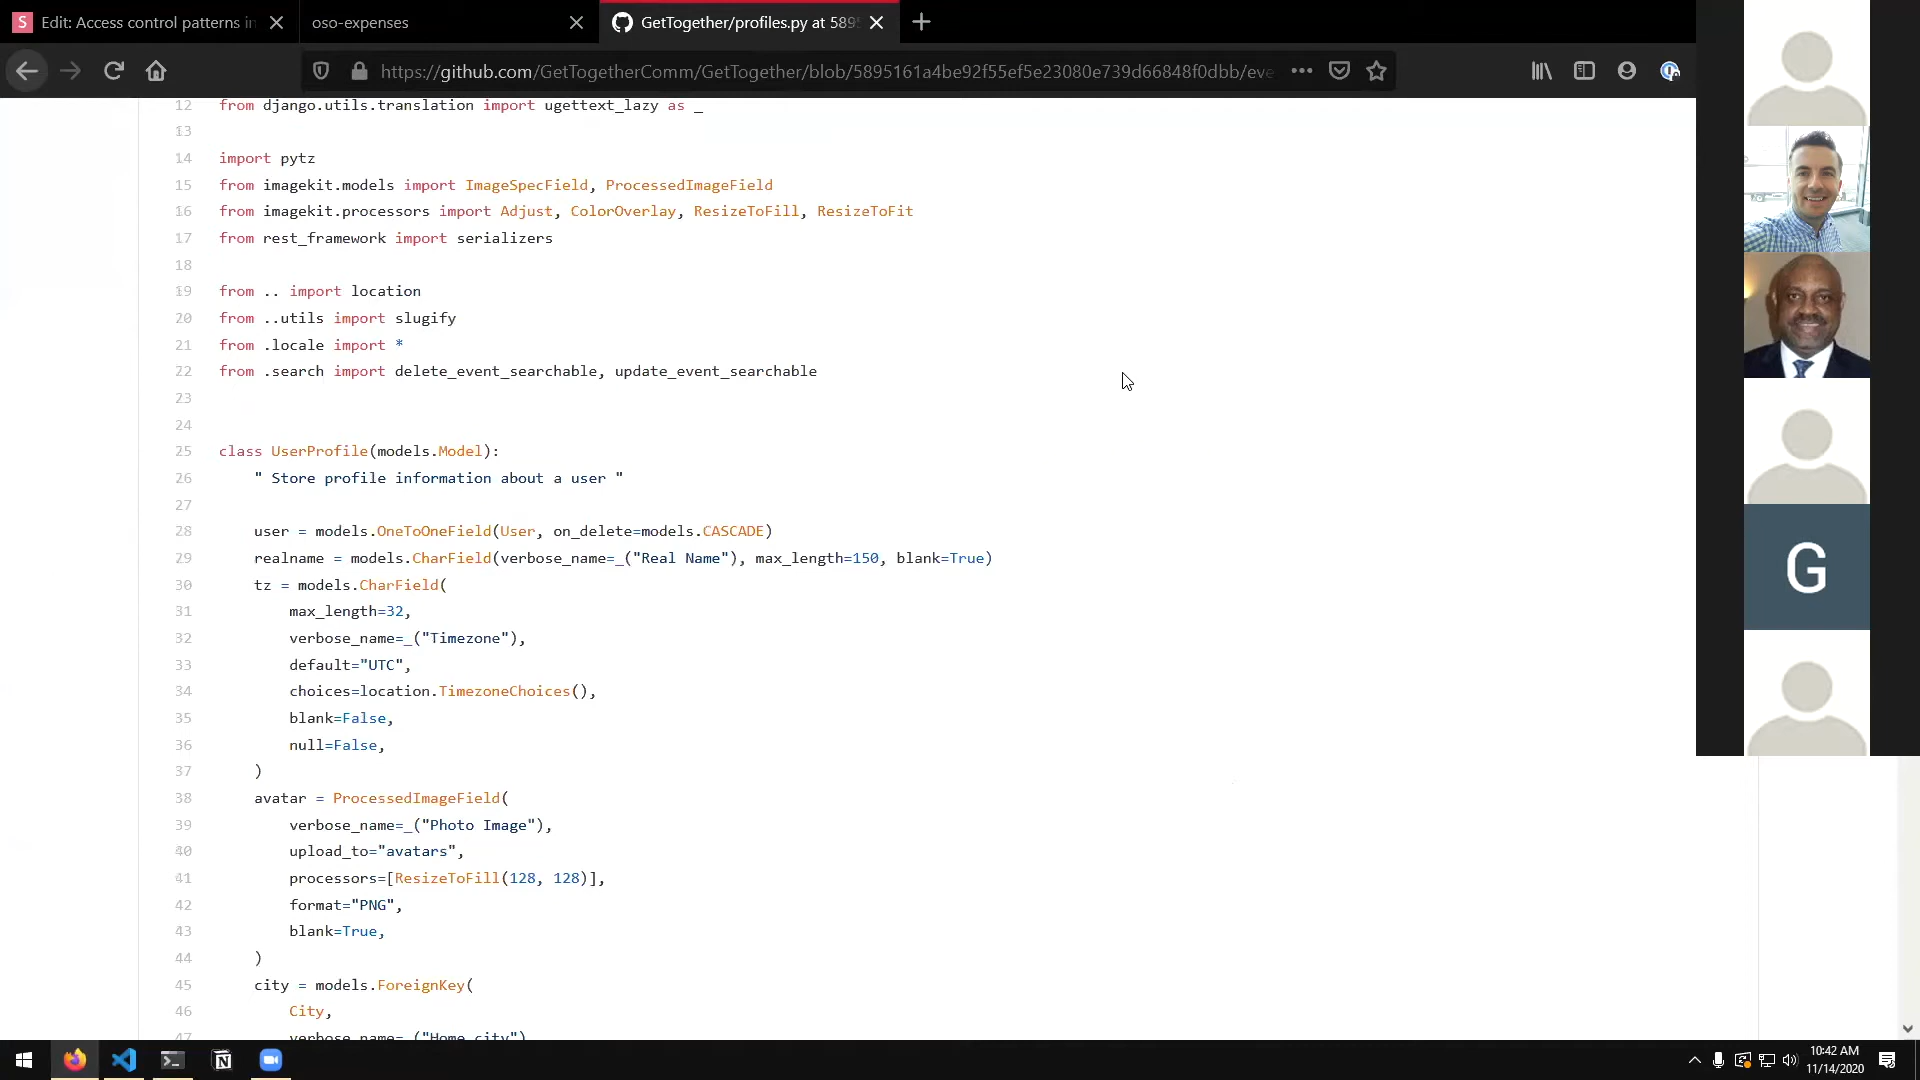 S Edit: Access control patterns in
oso-expenses
GetTogether/profiles.py at 5895
https://github.com/GetTogetherComm/GetTogether/blob/5895161a4be92f55ef5e23080e739d66848f0dbb/eve
12 from django.utils.translation import ugettext_lazy as _
13
14 import pytz
15 from imagekit.models import ImageSpecField, ProcessedImageField
16 from imagekit.processors import Adjust, ColorOverlay, ResizeToFill, ResizeToFit
17 from rest_framework import serializers
18
19 from .. import location
20 from ..utils import slugify
21 from .locale import *
22 from .search import delete_event_searchable, update_event_searchable
23
24
25 class UserProfile(models.Model):
26 " Store profile information about a user "
27
28 user = models.OneToOneField(User, on_delete=models.CASCADE)
29 realname = models.CharField(verbose_name=_("Real Name"), max_length=150, blank=True)
30 tz = models.CharField(
31 max_length=32,
32 verbose_name=_("Timezone"),
33 default="UTC",
34 choices=location.TimezoneChoices(),
35 blank=False,
36 null=False,
37 )
38 avatar = ProcessedImageField(
39 verbose_name=_("Photo Image"),
40 upload_to="avatars",
41 processors=[ResizeToFill(128, 128)],
42 format="PNG",
43 blank=True,
44 )
45 city = models.ForeignKey(
46 City,
47 verbose_name=_("Home city"),
G
10:42 AM
11/14/2020